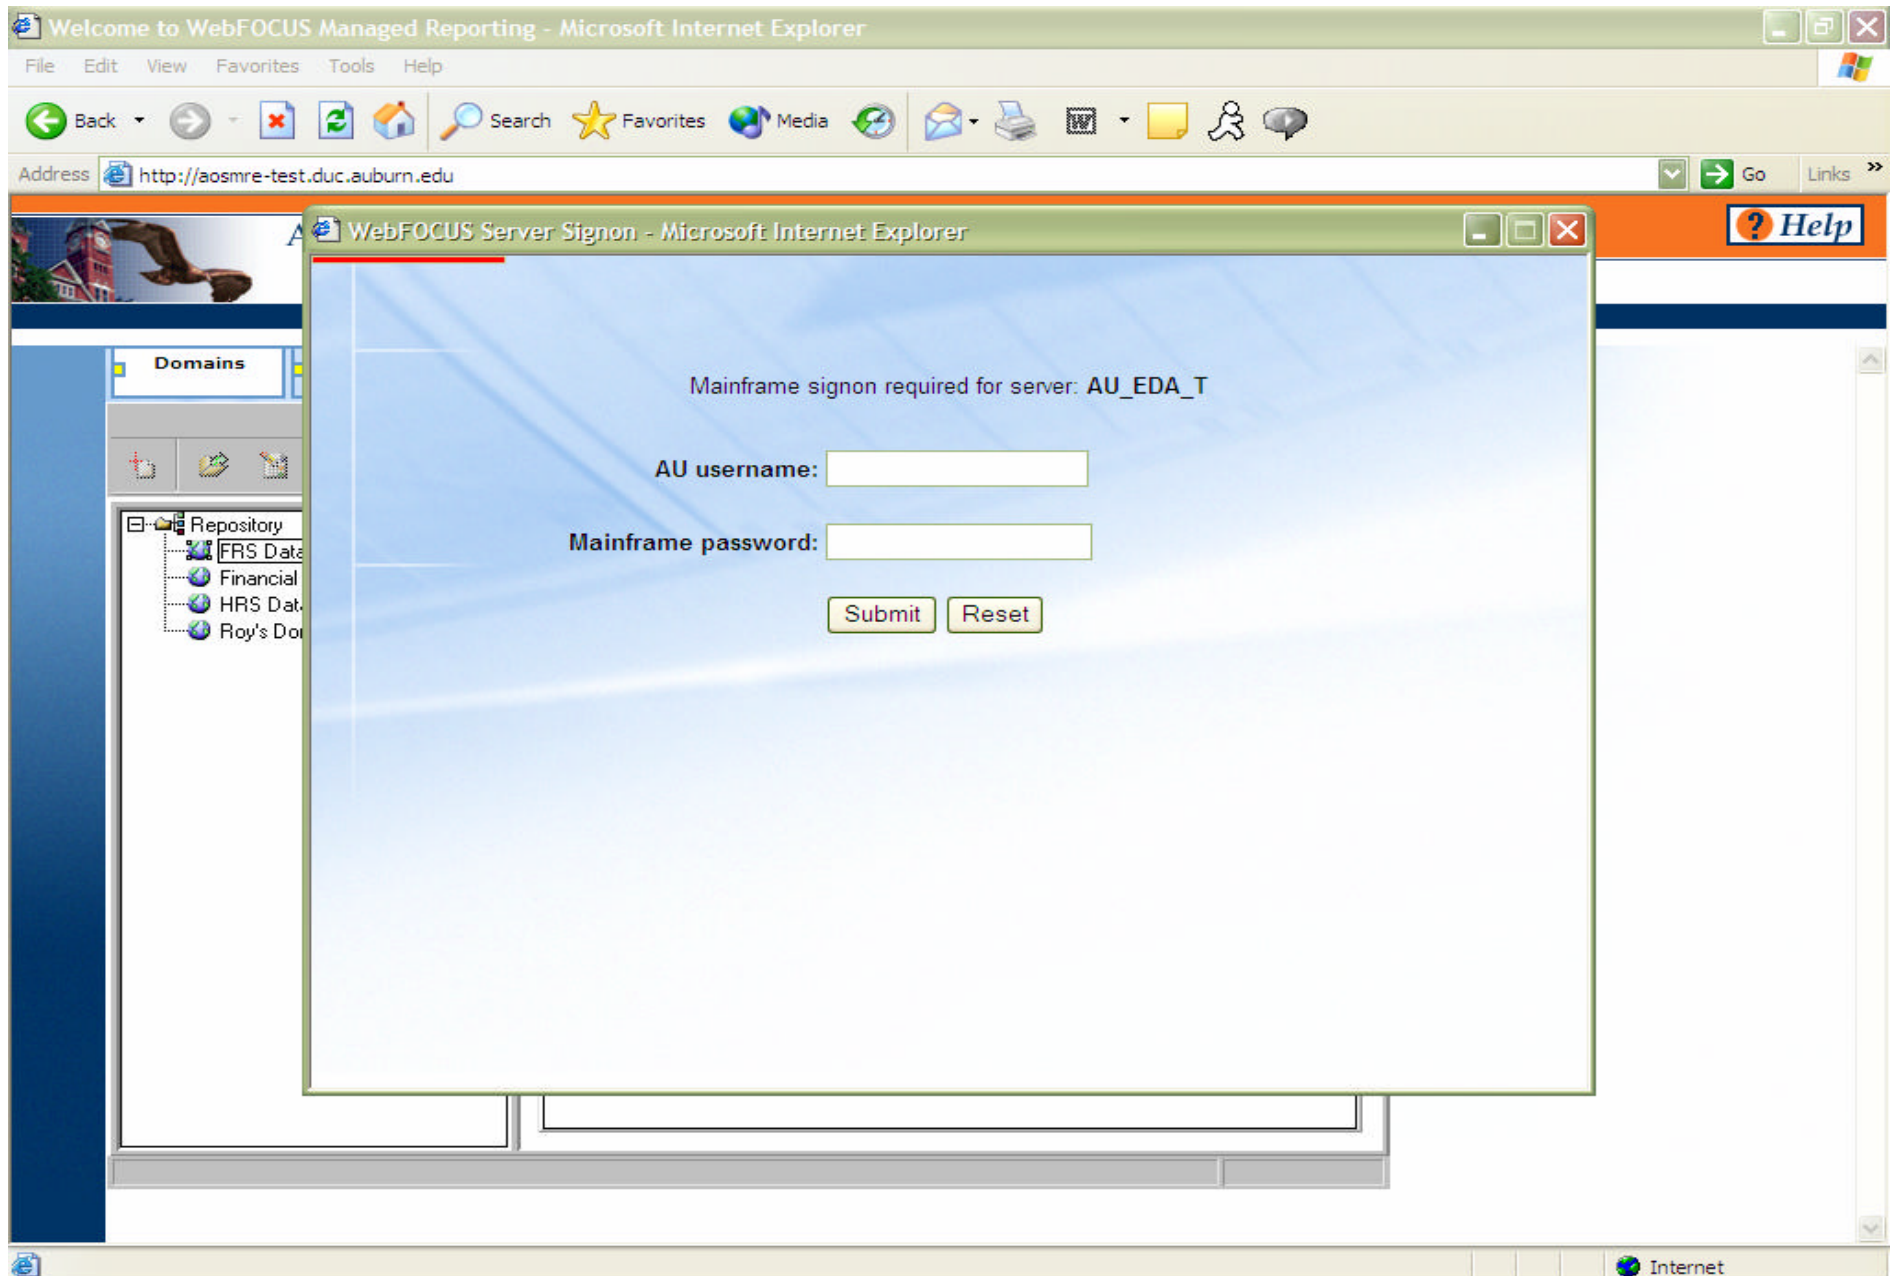 Welcome to WebFOCUS Managed Reporting - Microsoft Internet Explorer
File Edit View Favorites Tools Help
Back Search Favorites Media
Address http://aosmre-test.duc.auburn.edu Go Links »
A
? Help
WebFOCUS Server Signon - Microsoft Internet Explorer
Domains
Mainframe signon required for server: AU_EDA_T
AU username:
Mainframe password:
Submit Reset
Repository
FRS Data
Financial
HRS Dat
Roy's Do
Internet